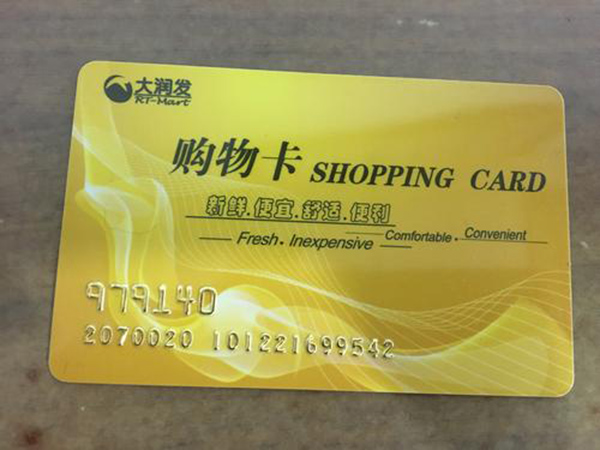 大润发
RT-Mart
购物卡 SHOPPING CARD
新鲜.便宜.舒适.便利
Fresh. Inexpensive Comfortable. Convenient
979140
2070020 101221699542